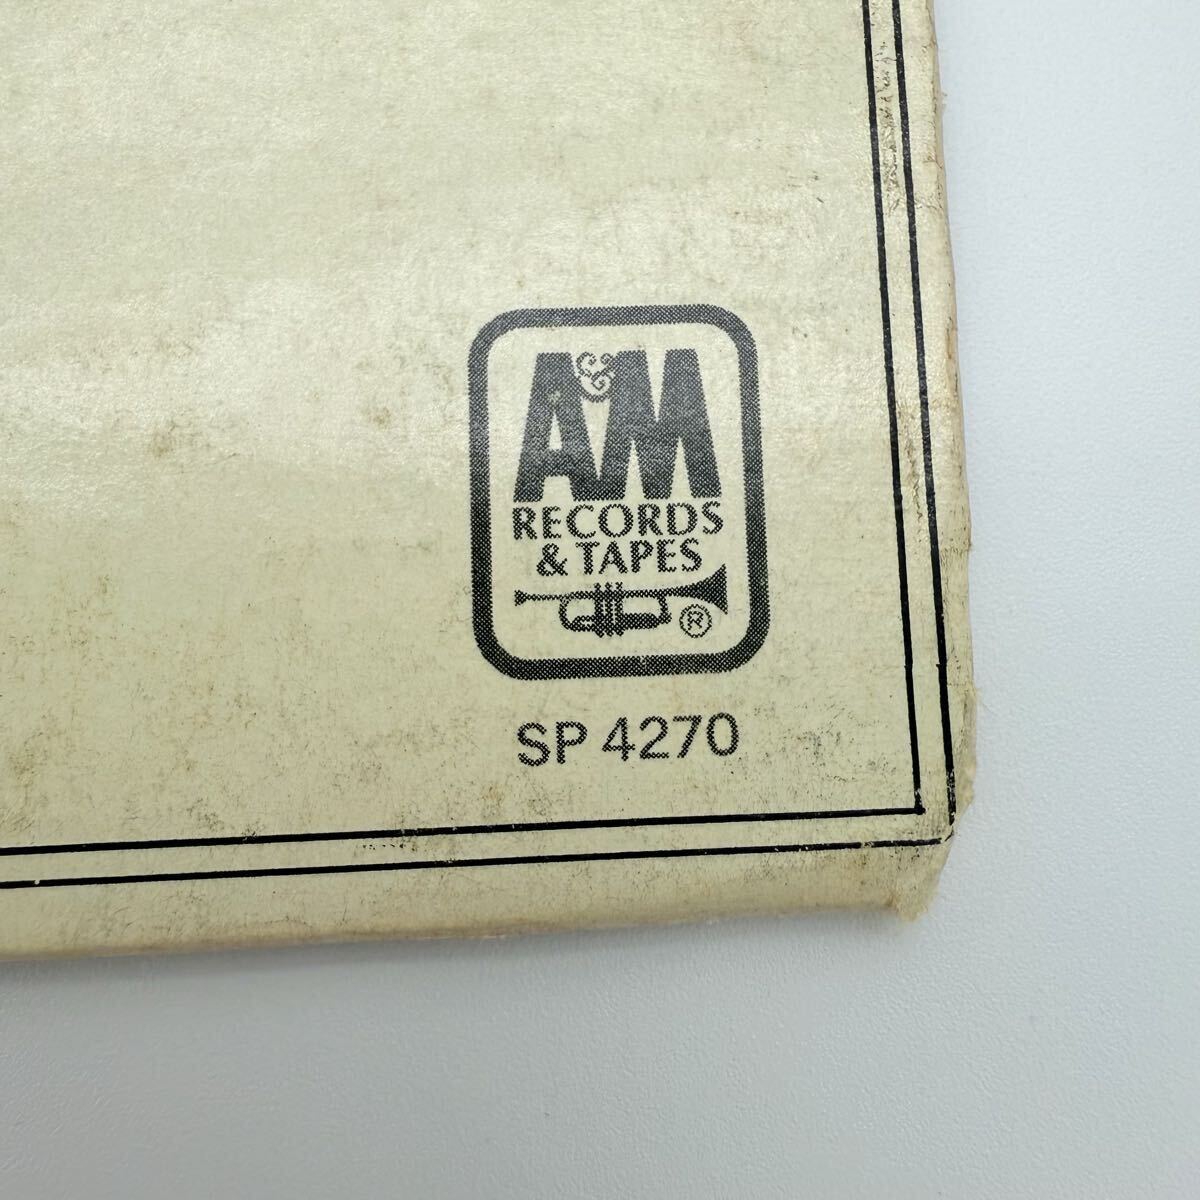 A&M
RECORDS
& TAPES
®
SP 4270